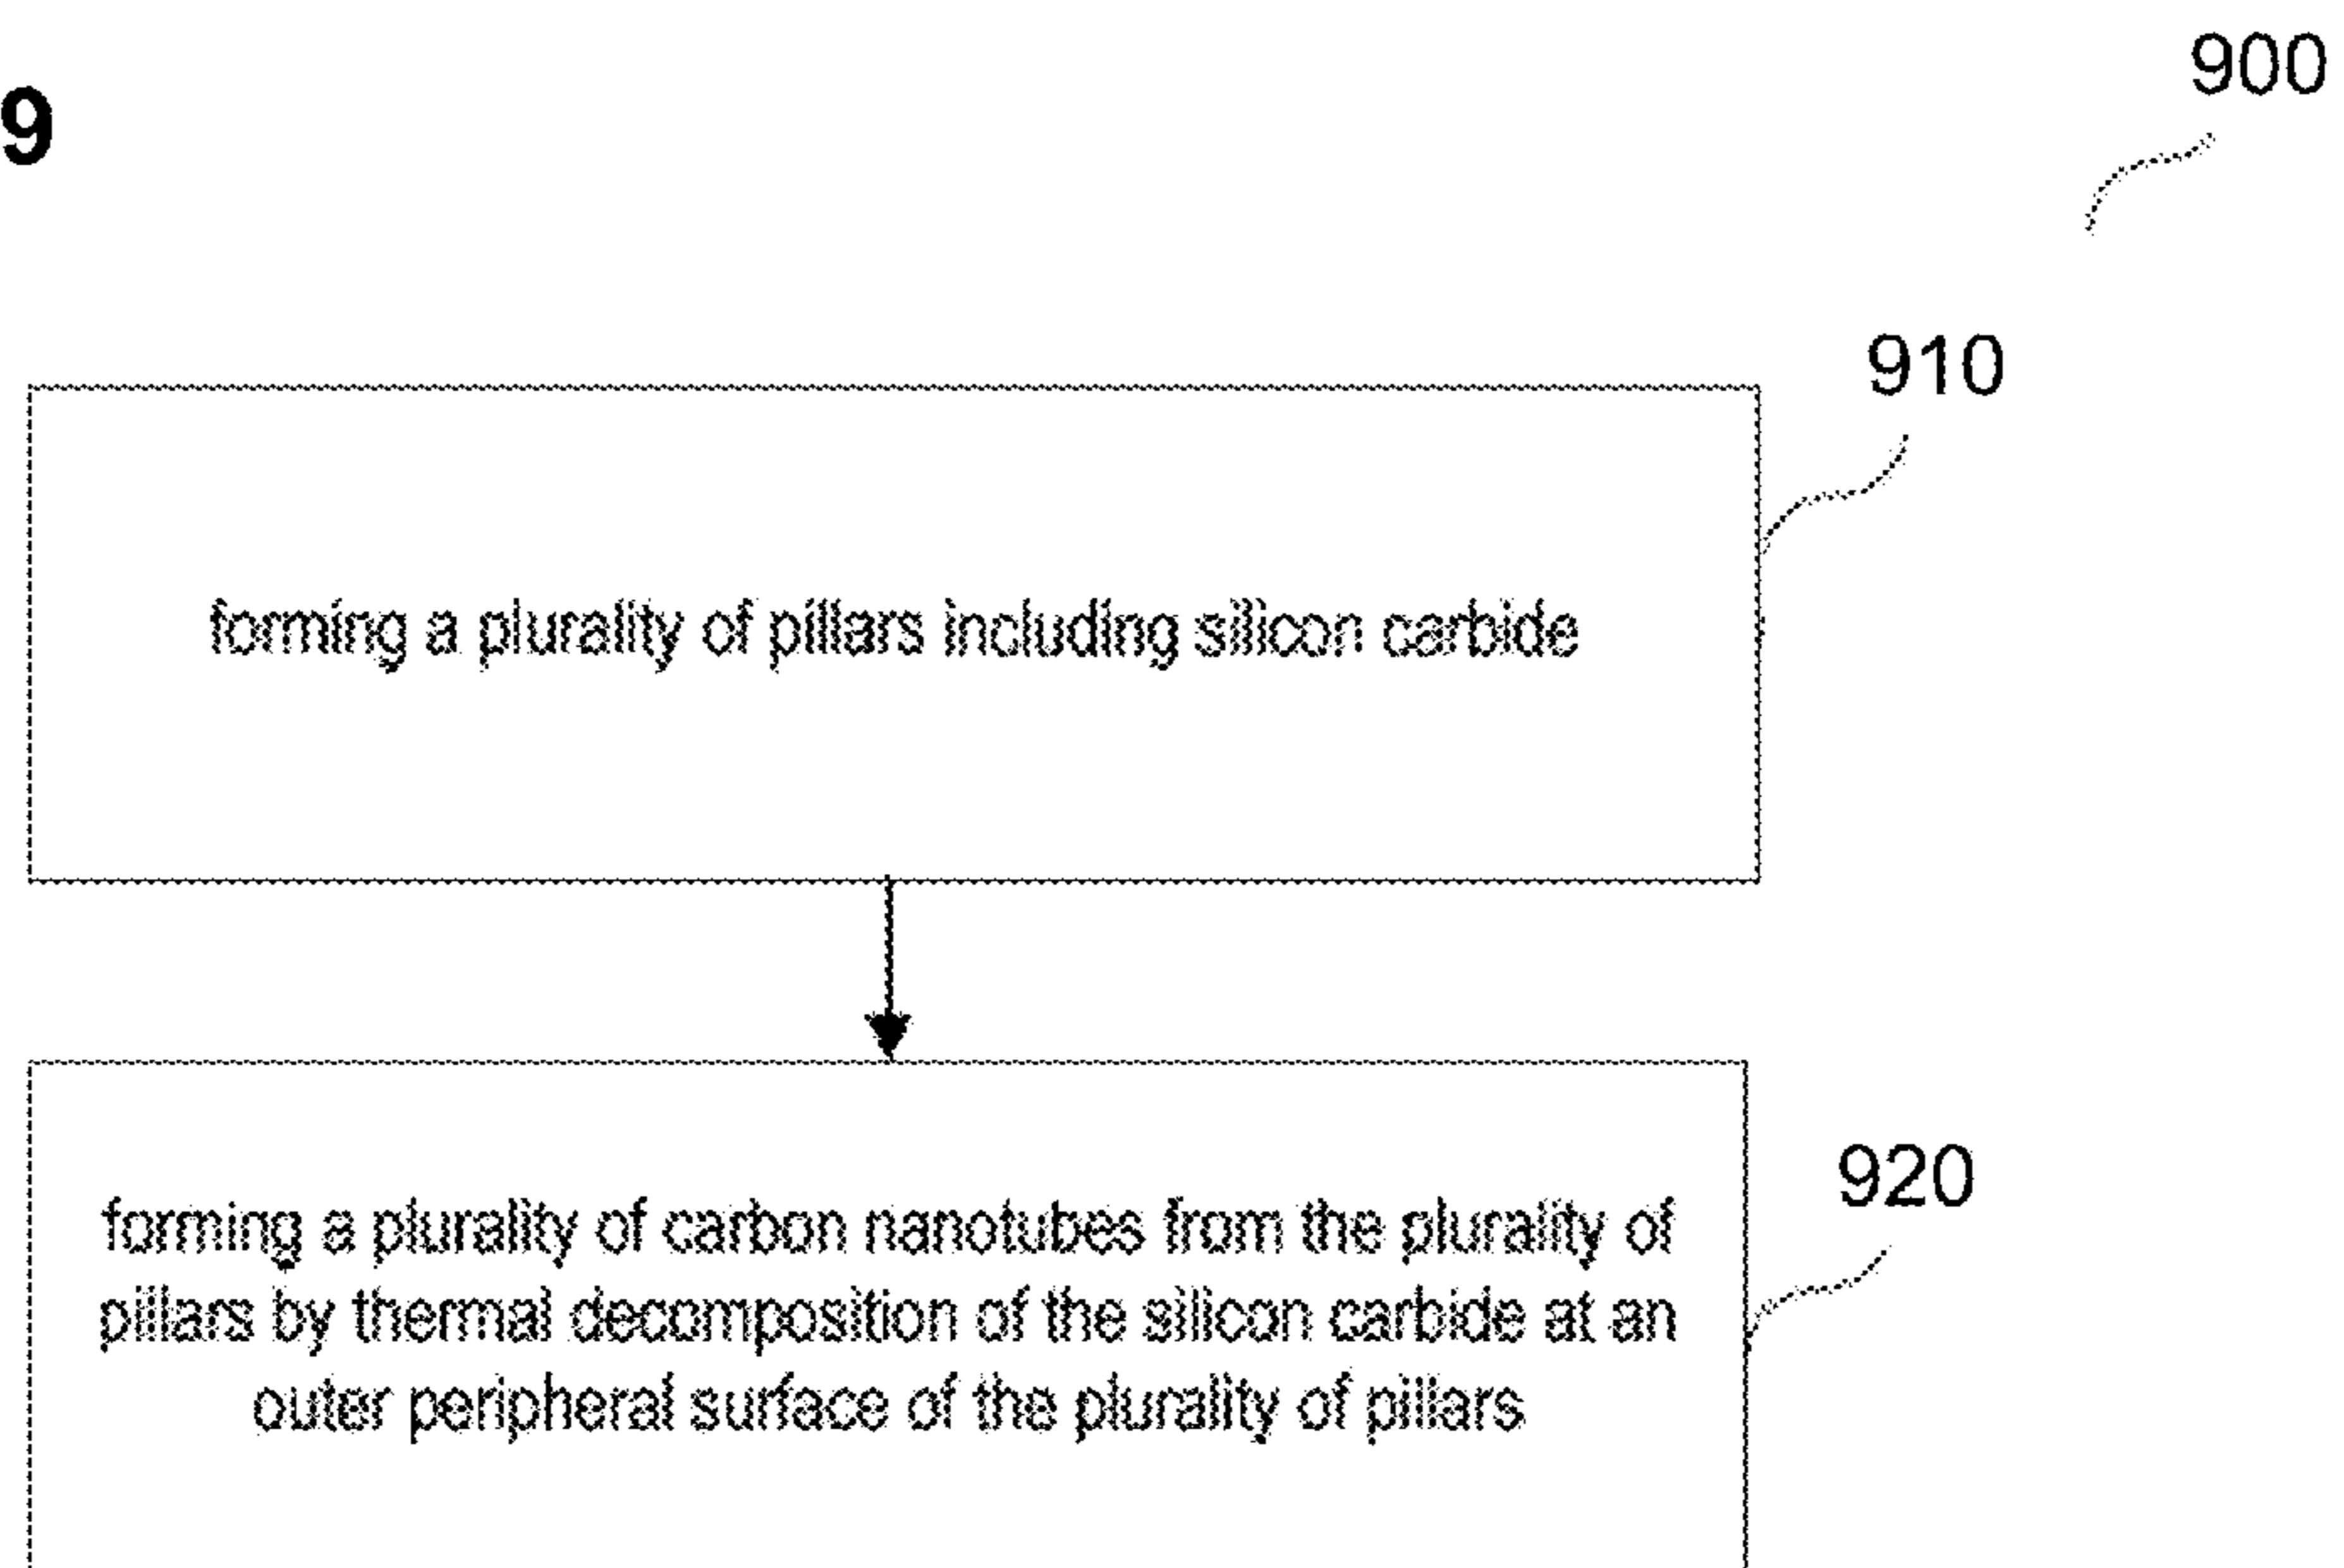 900
9
910
forming a plurality of pillars including silicon carbide
920
forming a plurality of carbon nanotubes from the plurality of
pillars by thermal decomposition of the silicon carbide at an
outer peripheral surface of the plurality of pillars